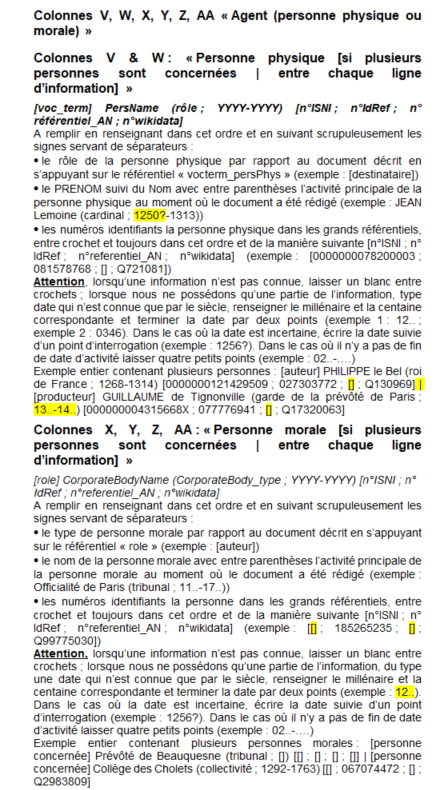 Colonnes V, W, X, Y, Z, AA « Agent (personne physique ou
morale) »
Colonnes V & W : « Personne physique [si plusieurs
personnes sont concernées | entre chaque ligne
d’information] »
[voc_term] PersName (rôle ; YYYY-YYYY) [n°ISNI ; n°IdRef ; n°
référentiel_AN ; n°wikidata]
A remplir en renseignant dans cet ordre et en suivant scrupuleusement les
signes servant de séparateurs :
• le rôle de la personne physique par rapport au document décrit en
s’appuyant sur le référentiel « vocterm_persPhys » (exemple : [destinataire])
• le PRENOM suivi du Nom avec entre parenthèses l’activité principale de la
personne physique au moment où le document a été rédigé (exemple : JEAN
Lemoine (cardinal ; 1250?-1313))
• les numéros identifiants la personne physique dans les grands référentiels,
entre crochet et toujours dans cet ordre et de la manière suivante [n°ISNI ; n°
IdRef ; n°referentiel_AN ; n°wikidata] (exemple : [0000000078200003 ;
081578768 ; [] ; Q721081])
Attention, lorsqu’une information n’est pas connue, laisser un blanc entre
crochets ; lorsque nous ne possédons qu’une partie de l’information, type
date qui n’est connue que par le siècle, renseigner le millénaire et la centaine
correspondante et terminer la date par deux points (exemple 1 : 12.. ;
exemple 2 : 0346). Dans le cas où la date est incertaine, écrire la date suivie
d’un point d’interrogation (exemple : 1256?). Dans le cas où il n’y a pas de fin
de date d’activité laisser quatre petits points (exemple : 02..-....)
Exemple entier contenant plusieurs personnes : [auteur] PHILIPPE le Bel (roi
de France ; 1268-1314) [0000000121429509 ; 027303772 ; [] ; Q130969] |
[producteur] GUILLAUME de Tignonville (garde de la prévôté de Paris ;
13..-14..) [000000004315668X ; 077776941 ; [] ; Q17320063]
Colonnes X, Y, Z, AA : « Personne morale [si plusieurs
personnes sont concernées | entre chaque ligne
d’information] »
[role] CorporateBodyName (CorporateBody_type ; YYYY-YYYY) [n°ISNI ; n°
IdRef ; n°referentiel_AN ; n°wikidata]
A remplir en renseignant dans cet ordre et en suivant scrupuleusement les
signes servant de séparateurs :
• le type de personne morale par rapport au document décrit en s’appuyant
sur le référentiel « role » (exemple : [auteur])
• le nom de la personne morale avec entre parenthèses l’activité principale de
la personne morale au moment où le document a été rédigé (exemple :
Officialité de Paris (tribunal ; 11..-17..))
• les numéros identifiants la personne dans les grands référentiels, entre
crochet et toujours dans cet ordre et de la manière suivante [n°ISNI ; n°
IdRef ; n°referentiel_AN ; n°wikidata] (exemple : [[] ; 185265235 ; [] ;
Q99775030])
Attention, lorsqu’une information n’est pas connue, laisser un blanc entre
crochets ; lorsque nous ne possédons qu’une partie de l’information, du type
une date qui n’est connue que par le siècle, renseigner le millénaire et la
centaine correspondante et terminer la date par deux points (exemple : 12..).
Dans le cas où la date est incertaine, écrire la date suivie d’un point
d’interrogation (exemple : 1256?). Dans le cas où il n’y a pas de fin de date
d’activité laisser quatre petits points (exemple : 02..-....)
Exemple entier contenant plusieurs personnes morales : [personne
concernée] Prévôté de Beauquesne (tribunal ; []) [[] ; [] ; [] ; []] | [personne
concernée] Collège des Cholets (collectivité ; 1292-1763) [[] ; 067074472 ; [] ;
Q2983809]